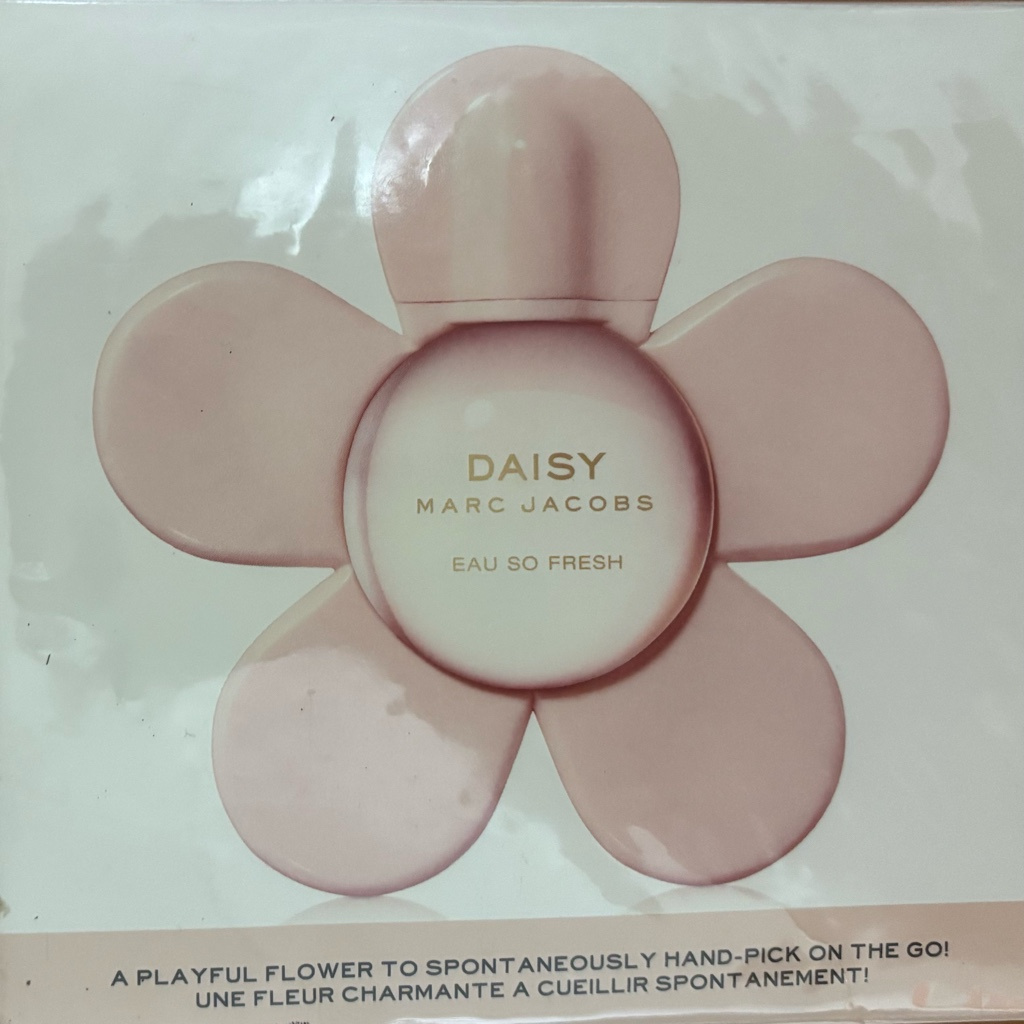 DAISY
MARC JACOBS
EAU SO FRESH
A PLAYFUL FLOWER TO SPONTANEOUSLY HAND-PICK ON THE GO!
UNE FLEUR CHARMANTE A CUEILLIR SPONTANEMENT!